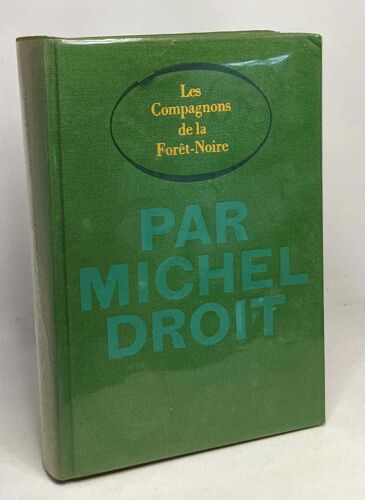 Les
Compagnons
de la
Forêt-Noire
PAR
MICHEL
DROIT